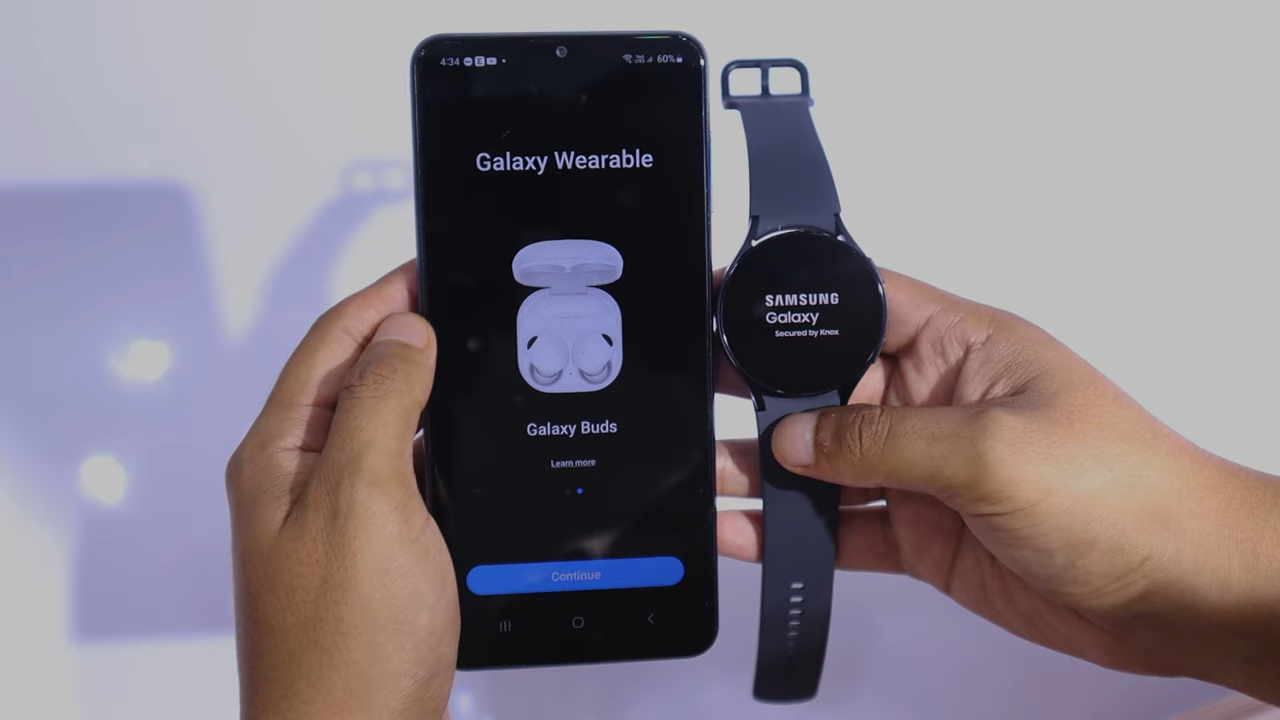 4:34
60%
Galaxy Wearable
Galaxy Buds
Learn more
Continue
SAMSUNG
Galaxy
Secured by Knox